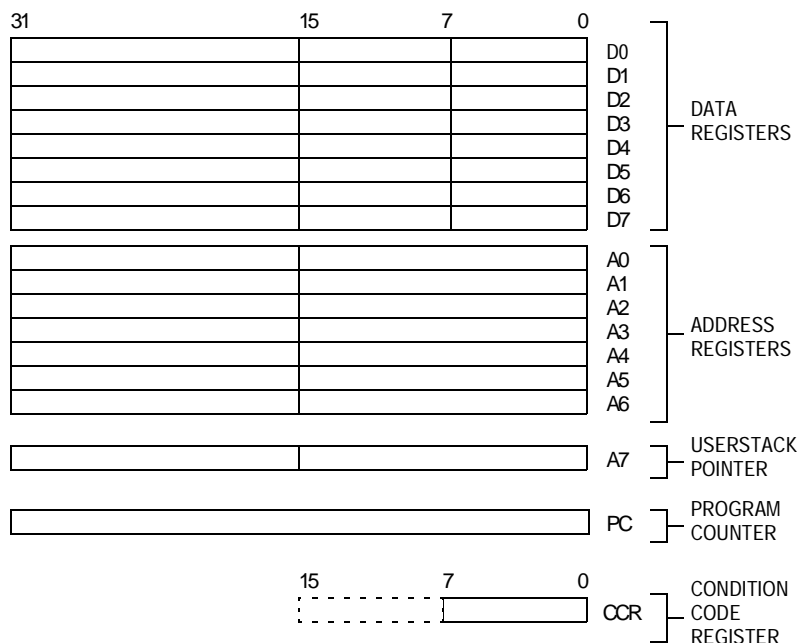 31 15 7 0
D0
D1
D2
D3
D4
D5
D6
D7
DATA
REGISTERS
A0
A1
A2
A3
A4
A5
A6
ADDRESS
REGISTERS
A7
USERSTACK
POINTER
PC
PROGRAM
COUNTER
15 7 0
CCR
CONDITION
CODE
REGISTER